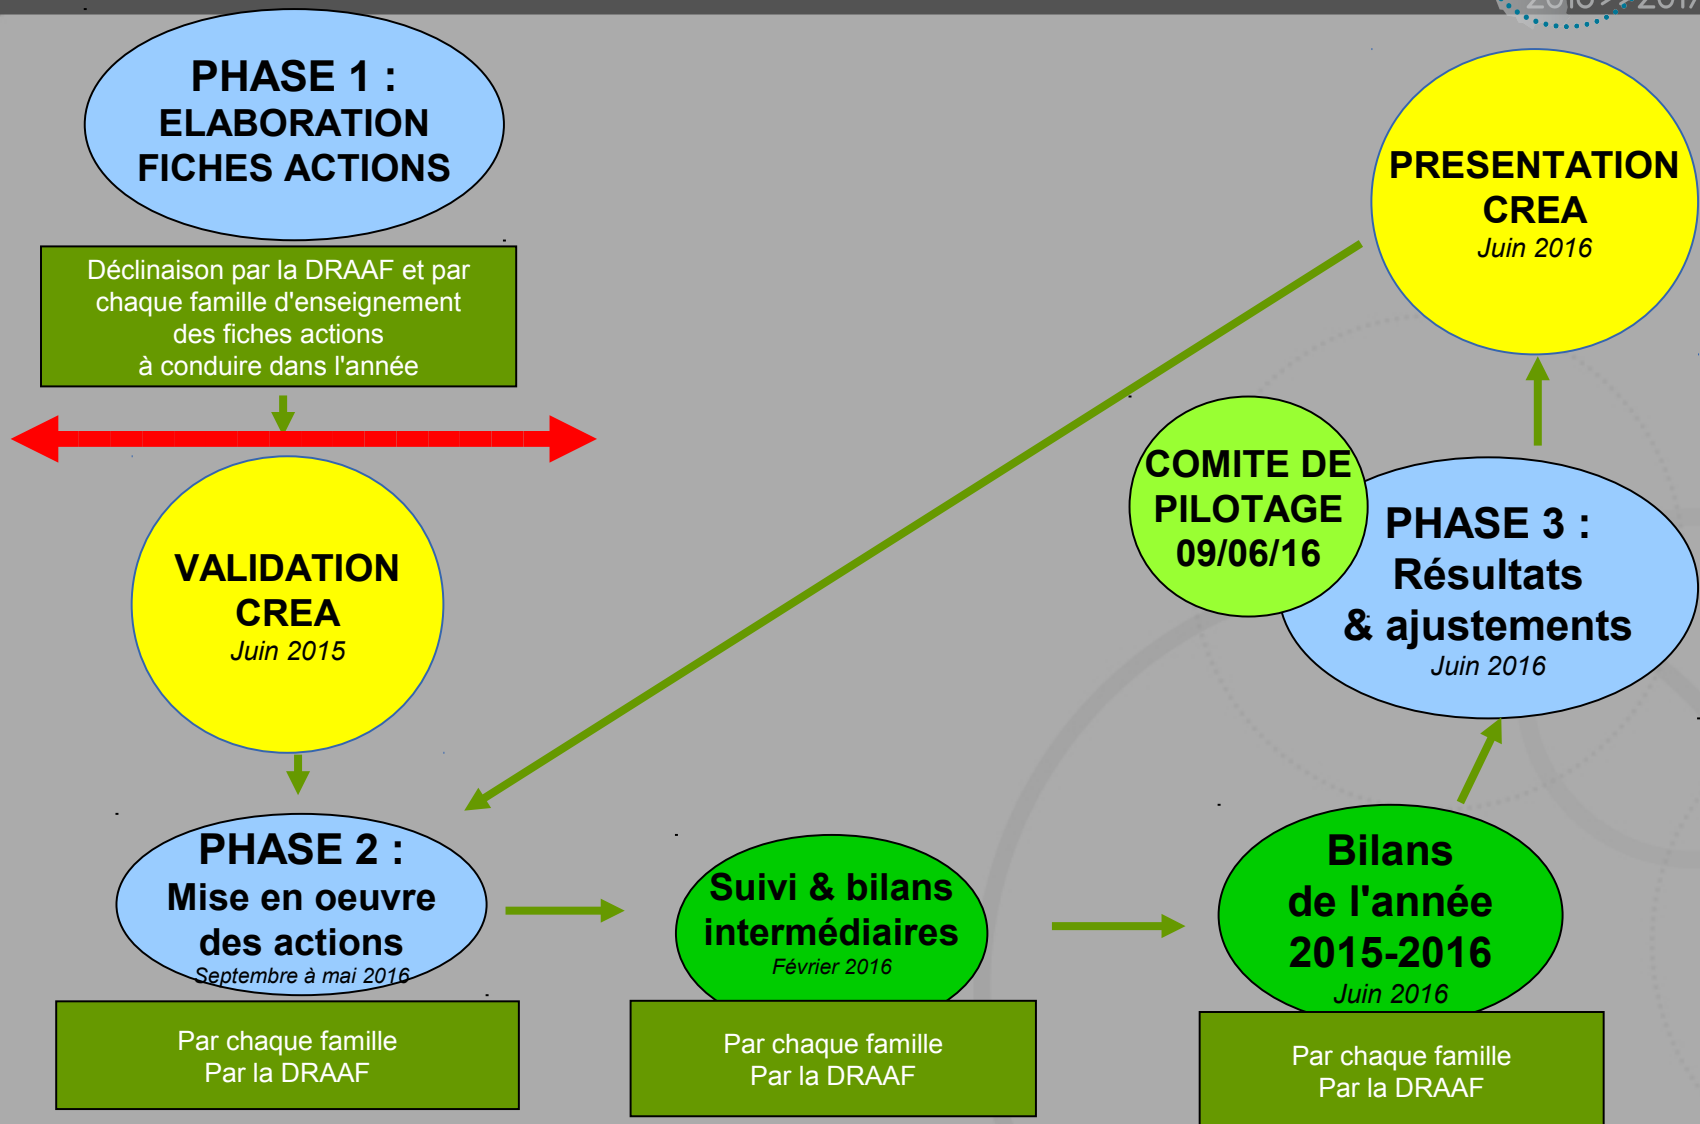 PHASE 1 :
ELABORATION
FICHES ACTIONS
Déclinaison par la DRAAF et par
chaque famille d'enseignement
des fiches actions
à conduire dans l'année
VALIDATION
CREA
Juin 2015
PHASE 2 :
Mise en oeuvre
des actions
Septembre à mai 2016
Par chaque famille
Par la DRAAF
Suivi & bilans
intermédiaires
Février 2016
Par chaque famille
Par la DRAAF
Bilans
de l'année
2015-2016
Juin 2016
Par chaque famille
Par la DRAAF
COMITE DE
PILOTAGE
09/06/16
PHASE 3 :
Résultats
& ajustements
Juin 2016
PRESENTATION
CREA
Juin 2016